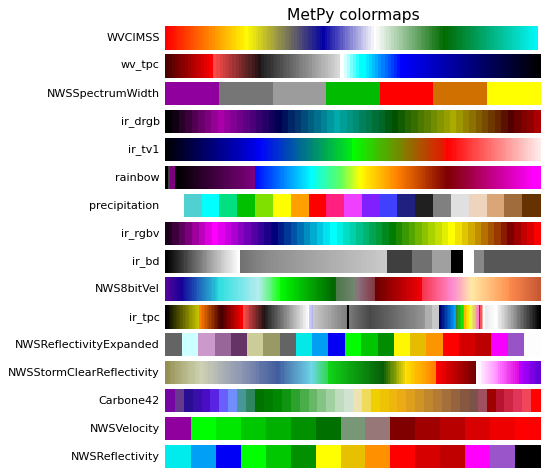 MetPy colormaps
WVCIMSS
wv_tpc
NWSSpectrumWidth
ir_drgb
ir_tv1
rainbow
precipitation
ir_rgbv
ir_bd
NWS8bitVel
ir_tpc
NWSReflectivityExpanded
NWSStormClearReflectivity
Carbone42
NWSVelocity
NWSReflectivity